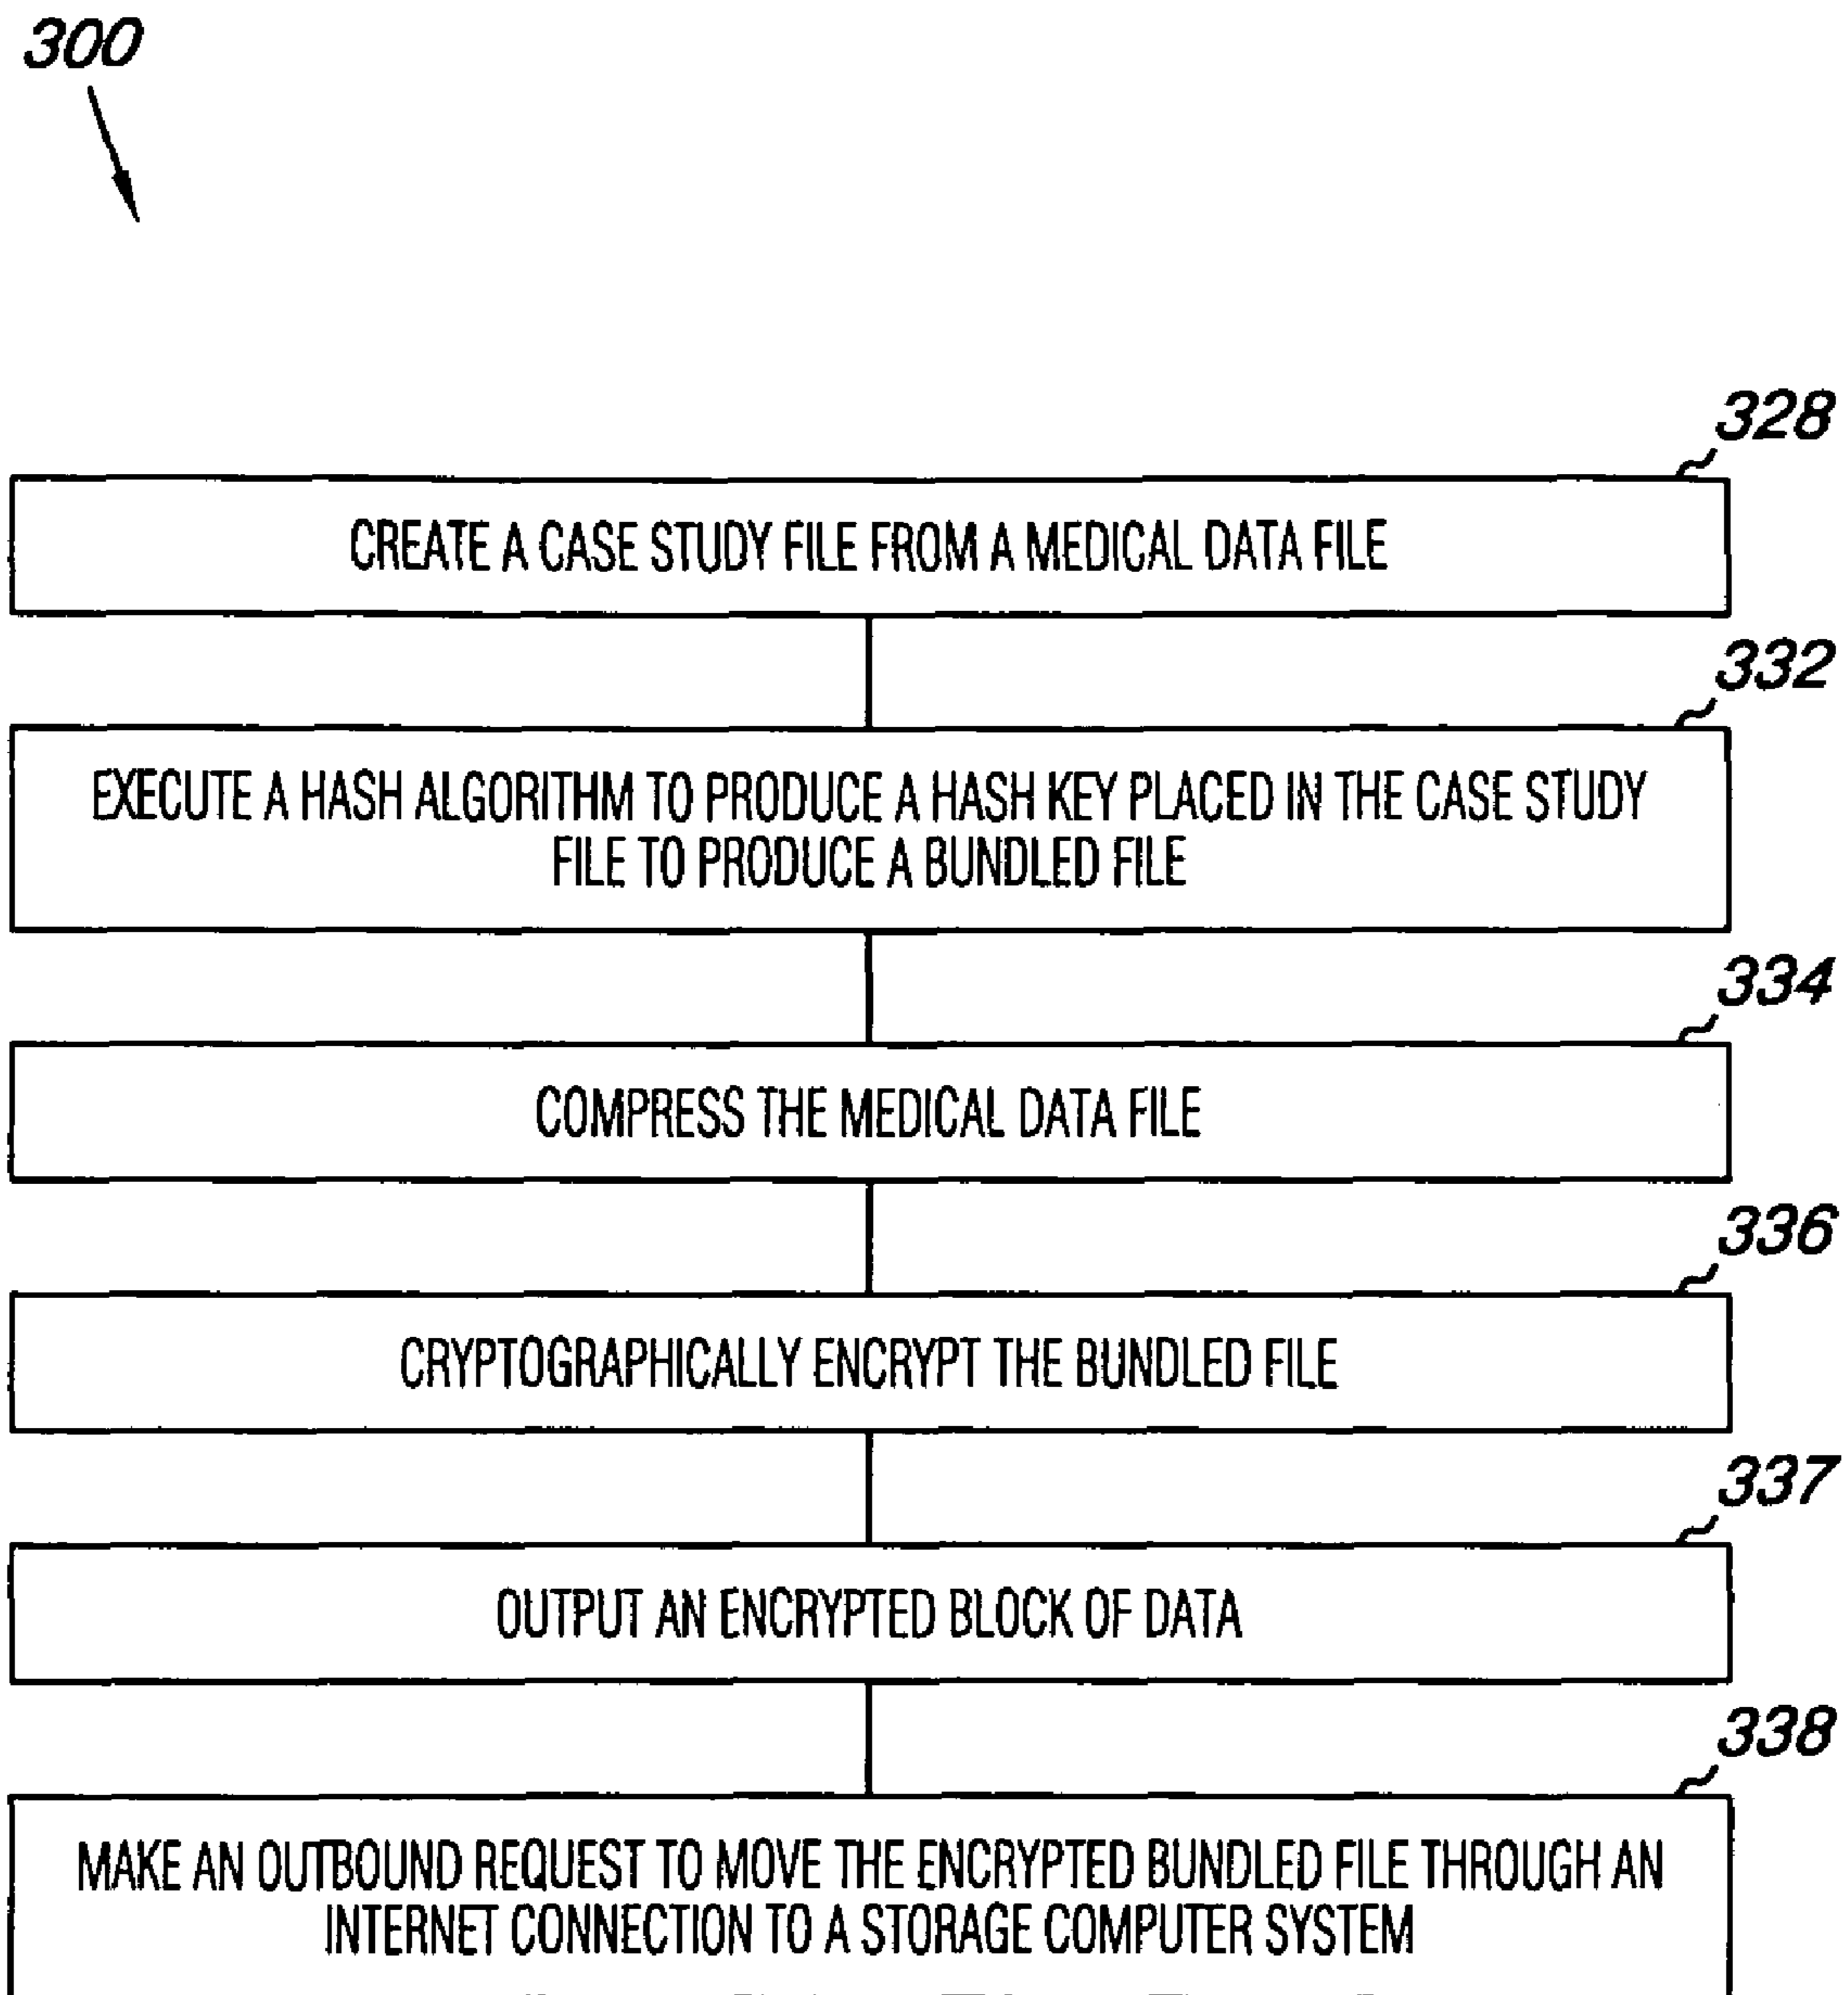 300
328
CREATE A CASE STUDY FILE FROM A MEDICAL DATA FILE
332
EXECUTE A HASH ALGORITHM TO PRODUCE A HASH KEY PLACED IN THE CASE STUDY
FILE TO PRODUCE A BUNDLED FILE
334
COMPRESS THE MEDICAL DATA FILE
336
CRYPTOGRAPHICALLY ENCRYPT THE BUNDLED FILE
337
OUTPUT AN ENCRYPTED BLOCK OF DATA
338
MAKE AN OUTBOUND REQUEST TO MOVE THE ENCRYPTED BUNDLED FILE THROUGH AN
INTERNET CONNECTION TO A STORAGE COMPUTER SYSTEM